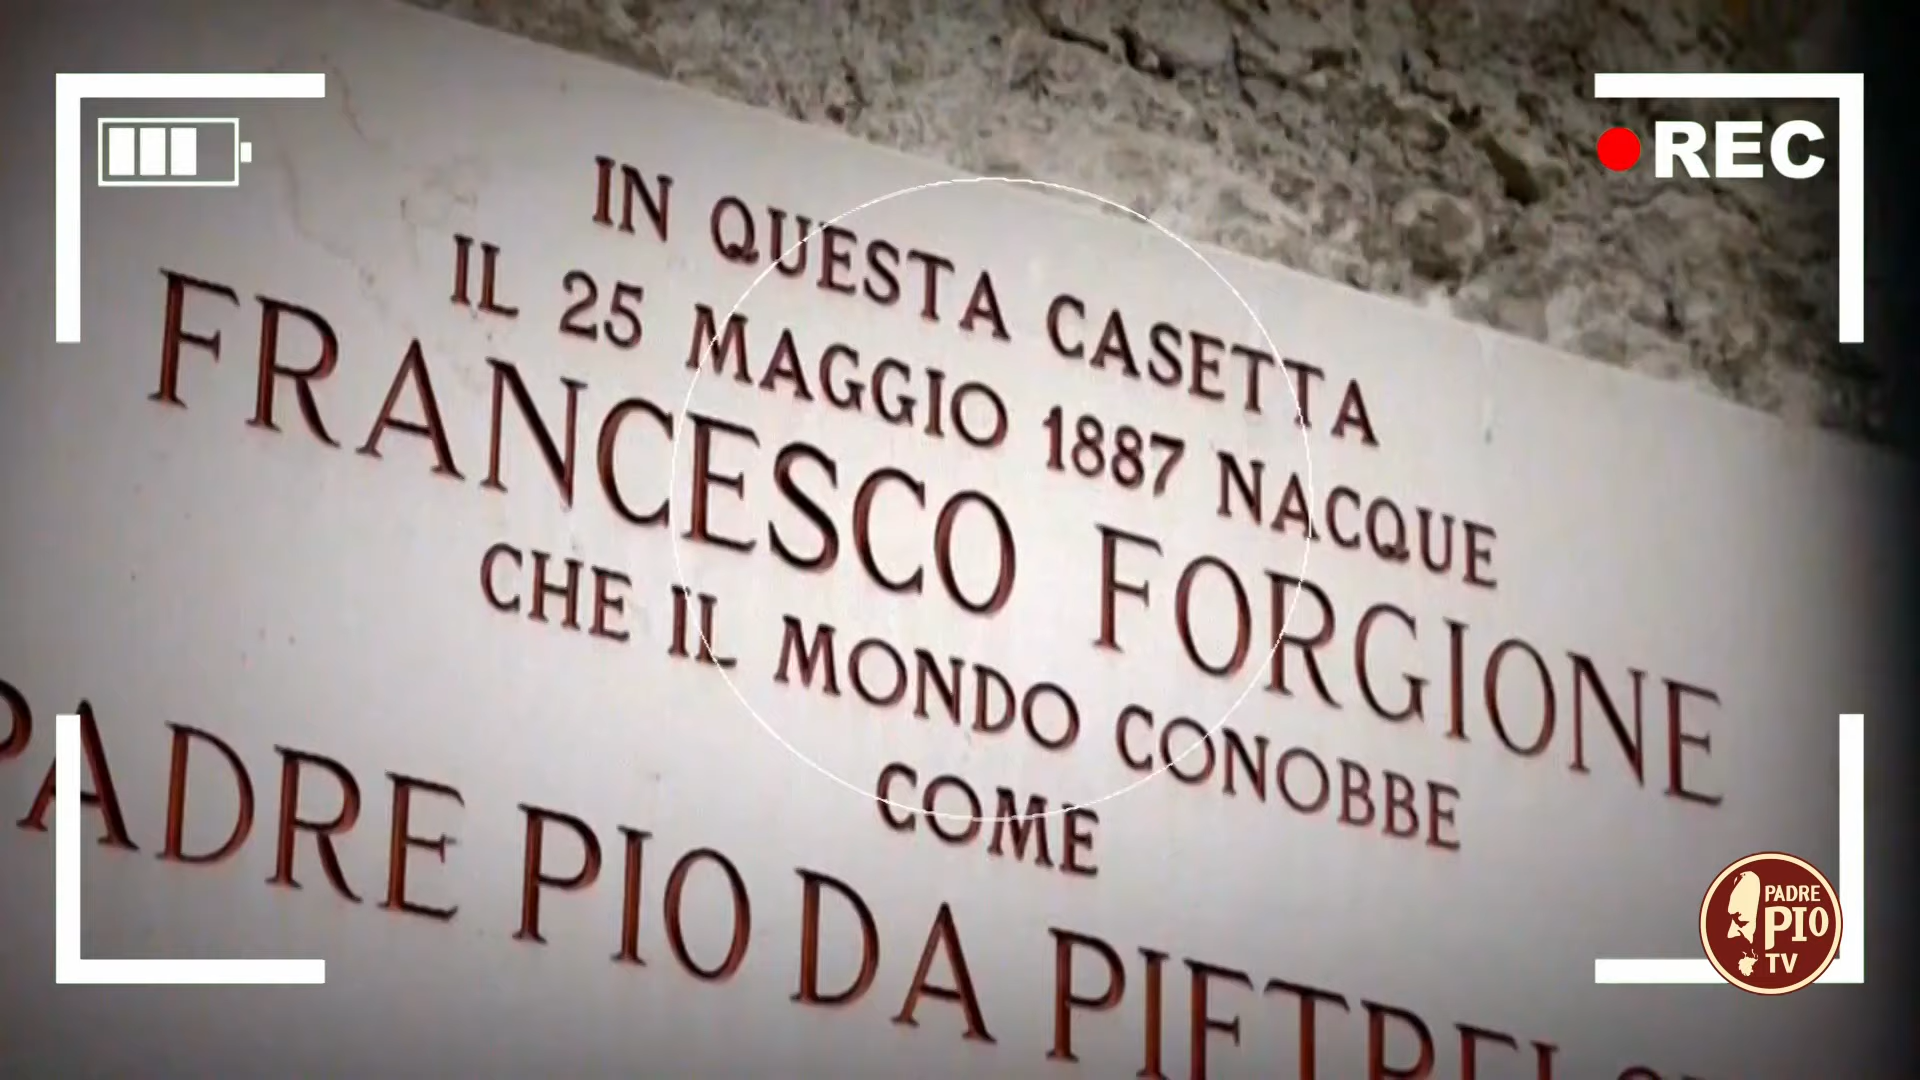 REC
IN QUESTA CASETTA
IL 25 MAGGIO 1887 NACQUE
FRANCESCO FORGIONE
CHE IL MONDO CONOBBE
COME
PADRE PIO DA
PADRE
PIO
TV